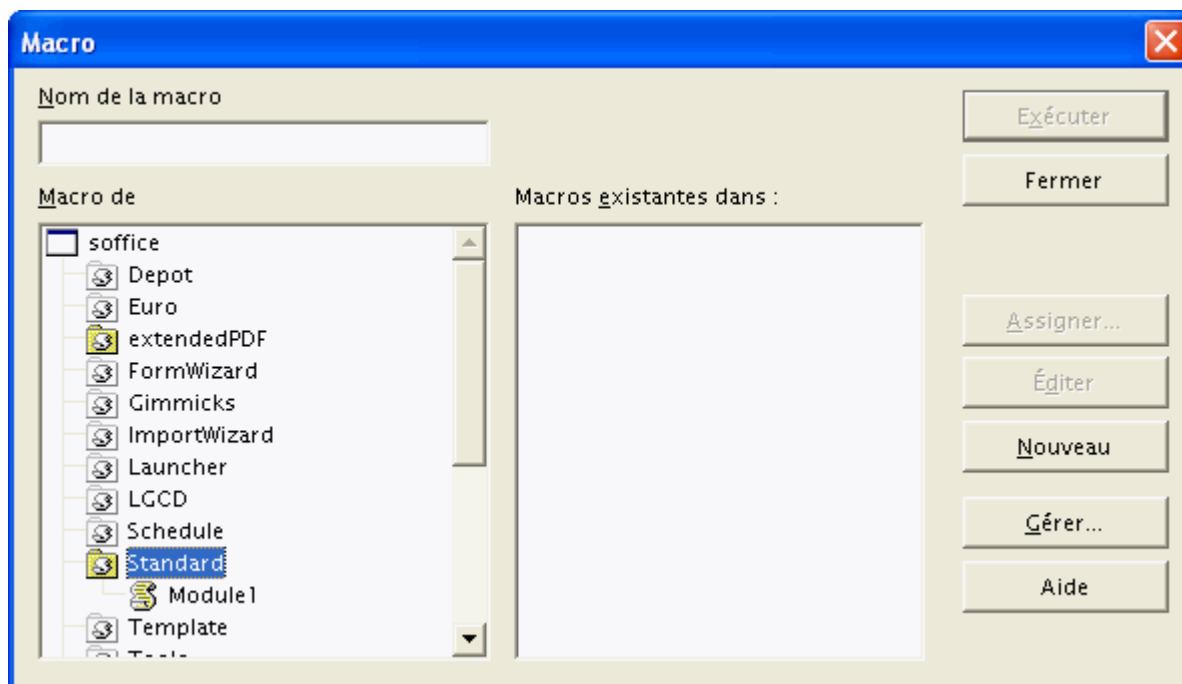 Macro
Nom de la macro
Exécuter
Fermer
Macro de
Macros existantes dans :
soffice
Depot
Euro
extendedPDF
FormWizard
Gimmicks
ImportWizard
Launcher
LGCD
Schedule
Standard
Module1
Template
Tools
Assigner...
Éditer
Nouveau
Gérer...
Aide